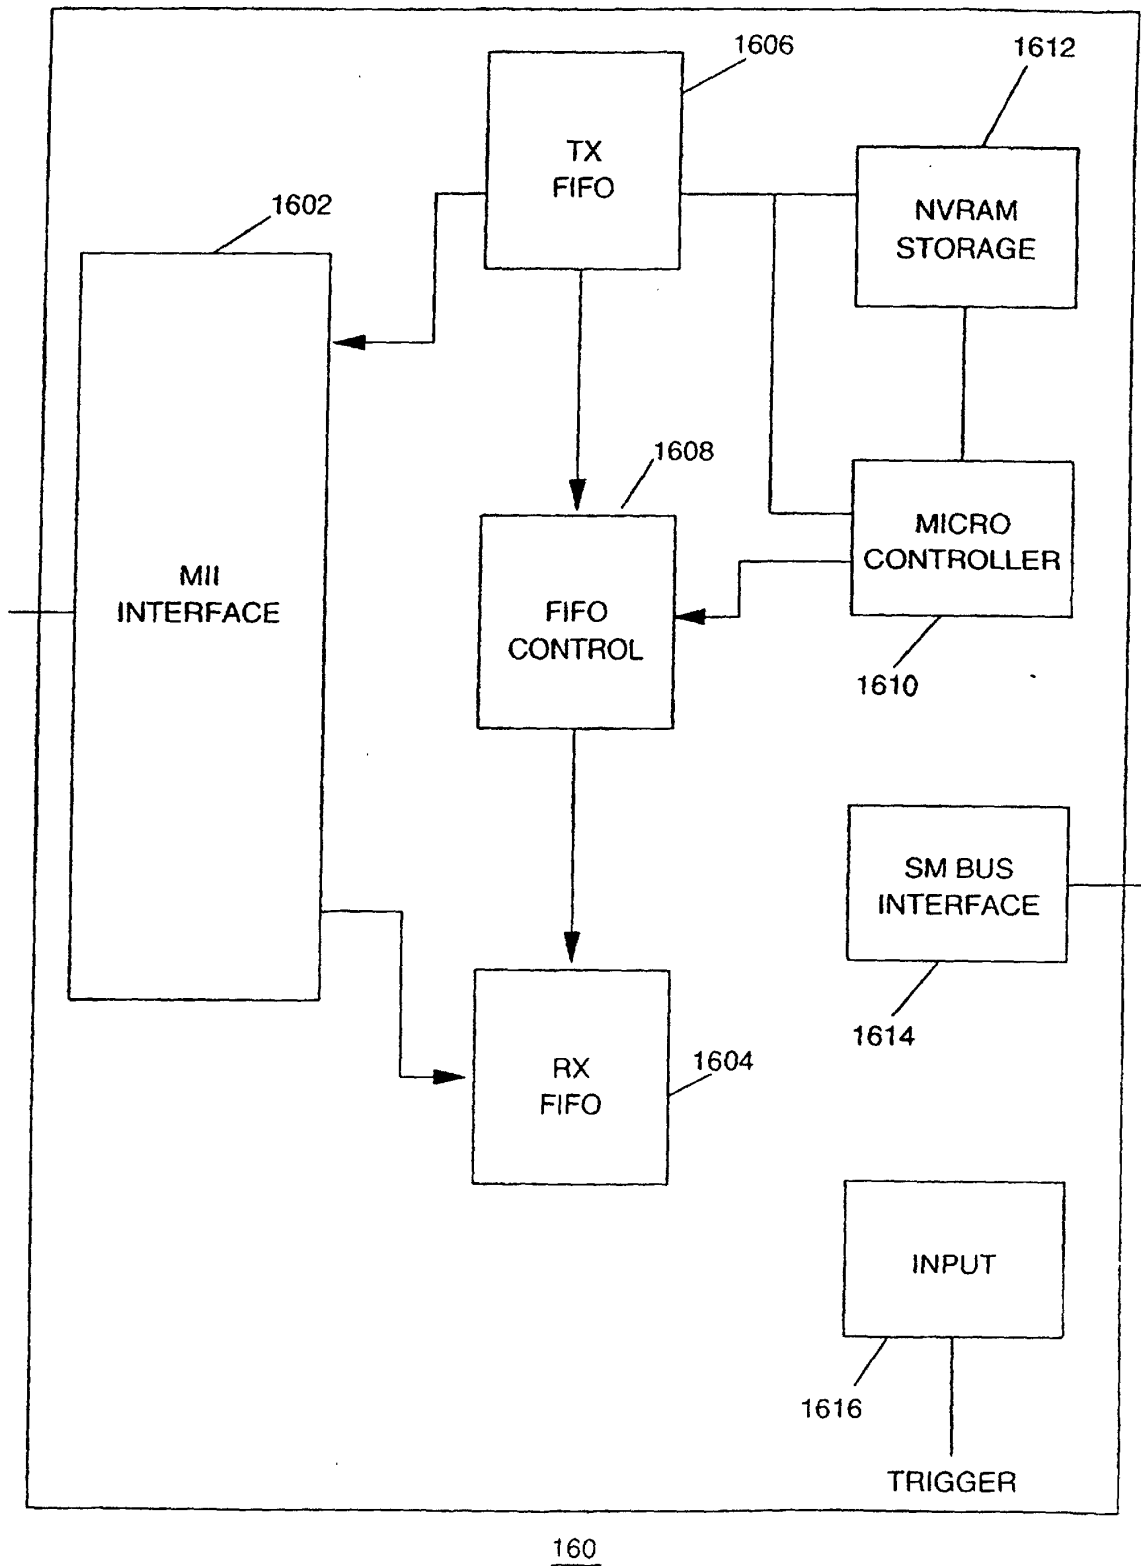 1606
1612
TX
FIFO
NVRAM
STORAGE
1602
1608
MICRO
CONTROLLER
MII
INTERFACE
FIFO
CONTROL
1610
SM BUS
INTERFACE
1614
RX
FIFO
1604
INPUT
1616
TRIGGER
160